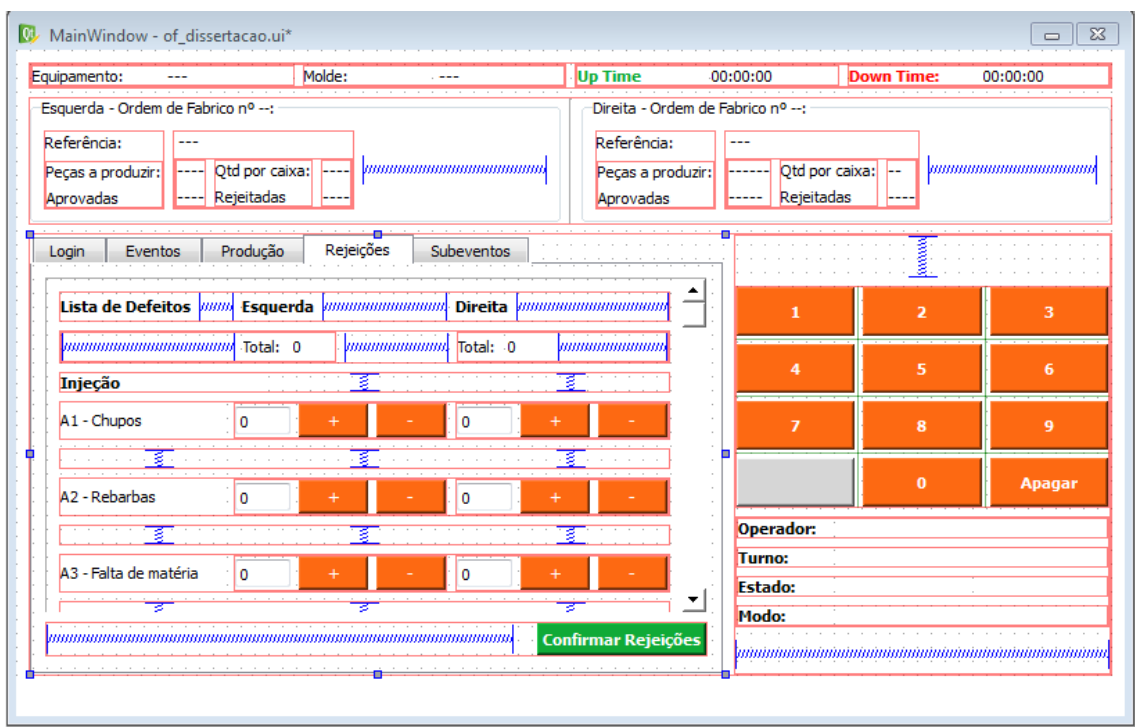 MainWindow - of_dissertacao.ui*
Equipamento: --- Molde: --- Up Time 00:00:00 Down Time: 00:00:00
Esquerda - Ordem de Fabrico nº --: Direita - Ordem de Fabrico nº --:
Referência: --- Referência: ---
Peças a produzir: ---- Qtd por caixa: ---- Peças a produzir: ------ Qtd por caixa: --
Aprovadas ---- Rejeitadas ---- Aprovadas ----- Rejeitadas ----
Login Eventos Produção Rejeições Subeventos
Lista de Defeitos Esquerda Direita
Total: 0 Total: 0
Injeção
A1 - Chupos 0 + - 0 + -
A2 - Rebarbas 0 + - 0 + -
A3 - Falta de matéria 0 + - 0 + -
Confirmar Rejeições
1 2 3
4 5 6
7 8 9
0 Apagar
Operador:
Turno:
Estado:
Modo: